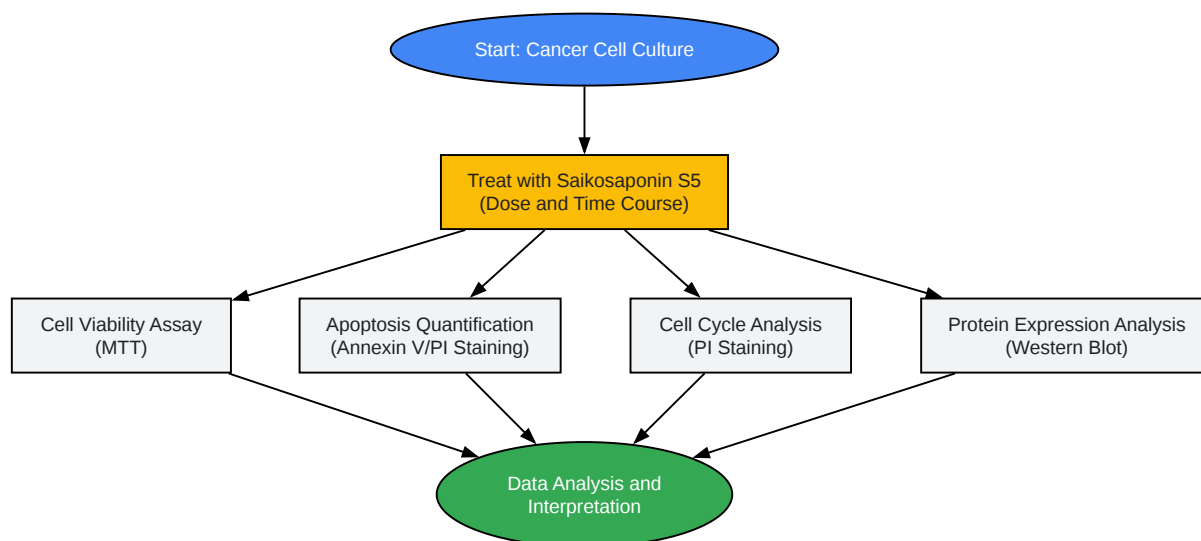 Start: Cancer Cell Culture
Treat with Saikosaponin S5
(Dose and Time Course)
Cell Viability Assay
(MTT)
Apoptosis Quantification
(Annexin V/PI Staining)
Cell Cycle Analysis
(PI Staining)
Protein Expression Analysis
(Western Blot)
Data Analysis and
Interpretation